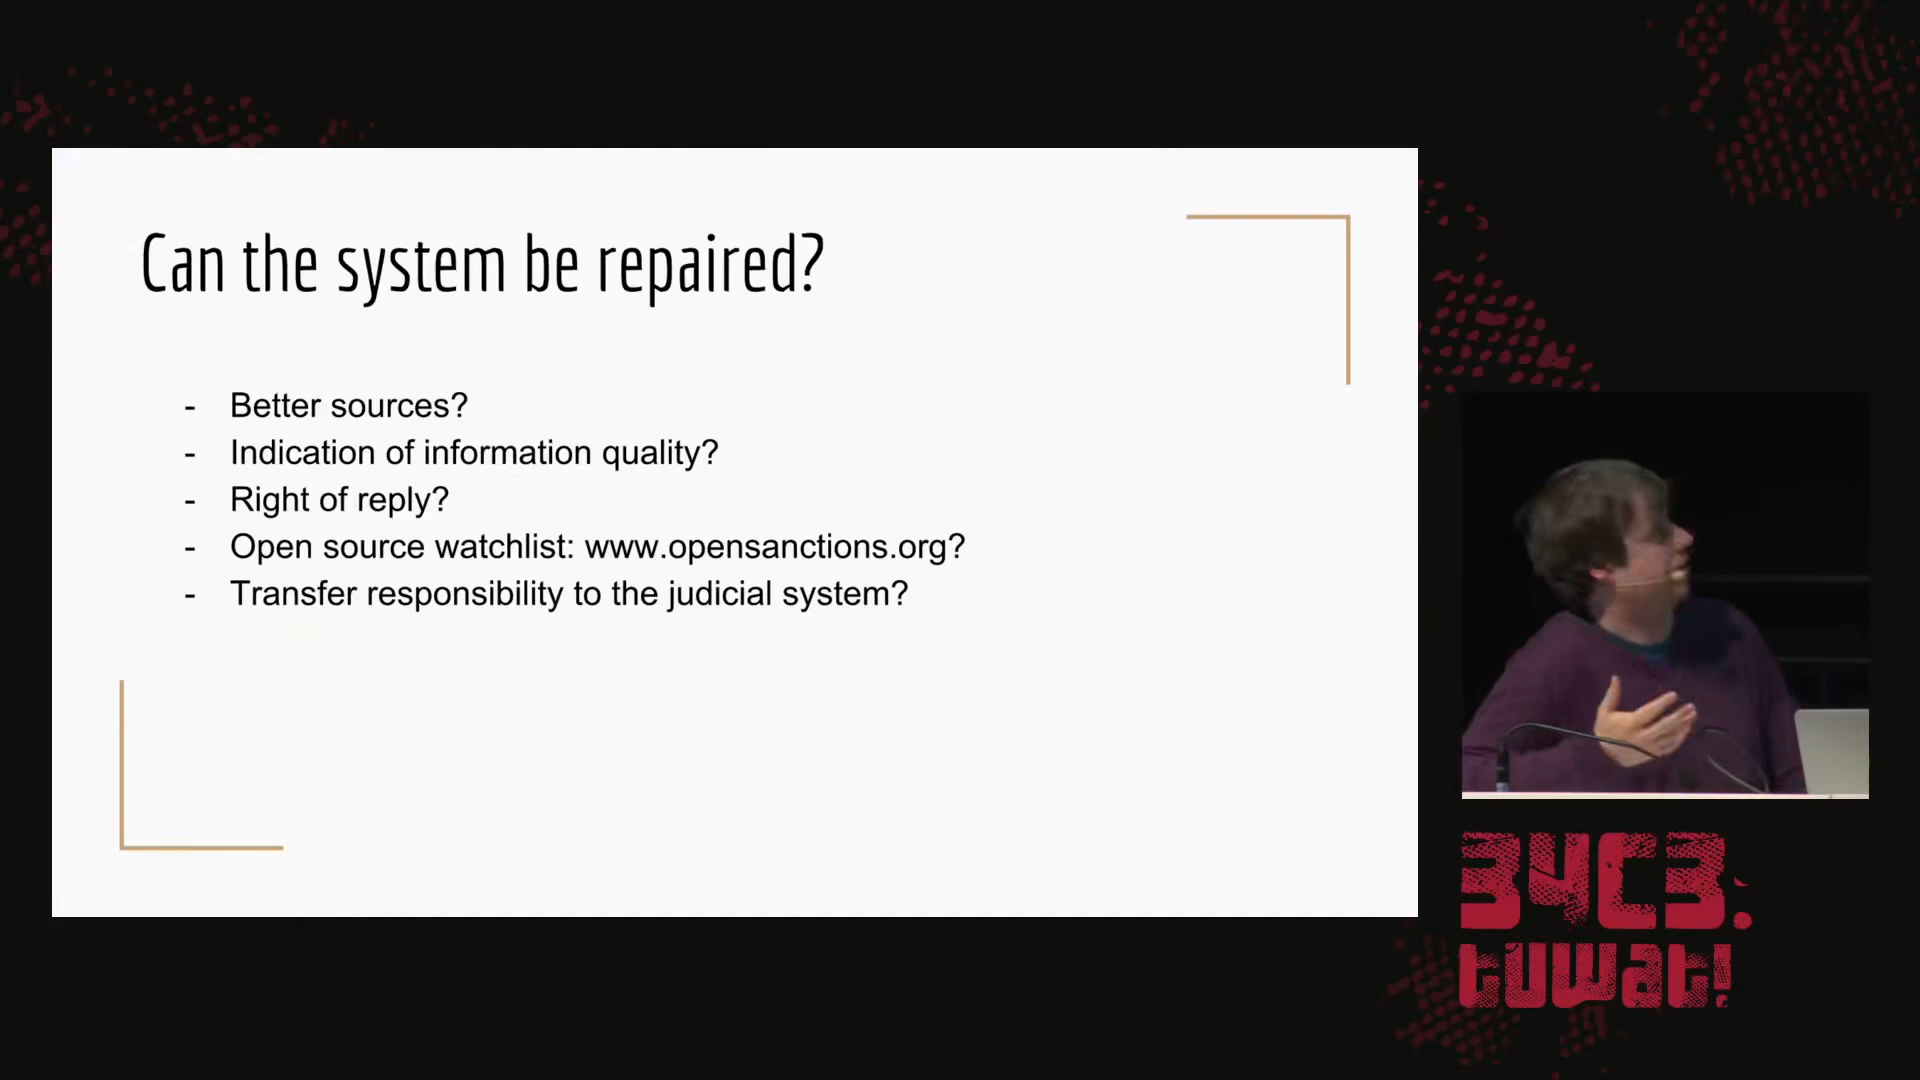 Can the system be repaired?
- Better sources?
- Indication of information quality?
- Right of reply?
- Open source watchlist: www.opensanctions.org?
- Transfer responsibility to the judicial system?
34C3.
tuwat!